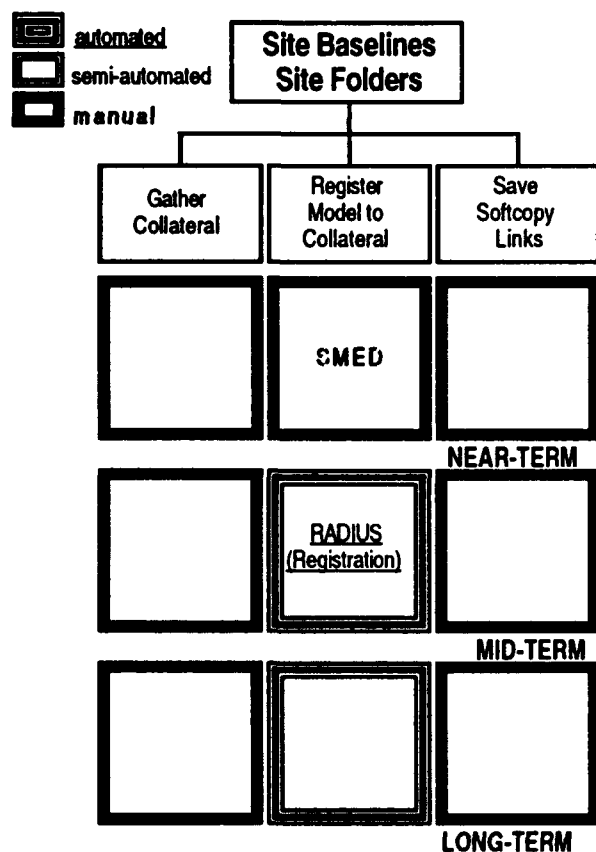 automated
semi-automated
manual
Site Baselines
Site Folders
Gather
Collateral
Register
Model to
Collateral
Save
Softcopy
Links
SMED
NEAR-TERM
RADIUS
(Registration)
MID-TERM
LONG-TERM